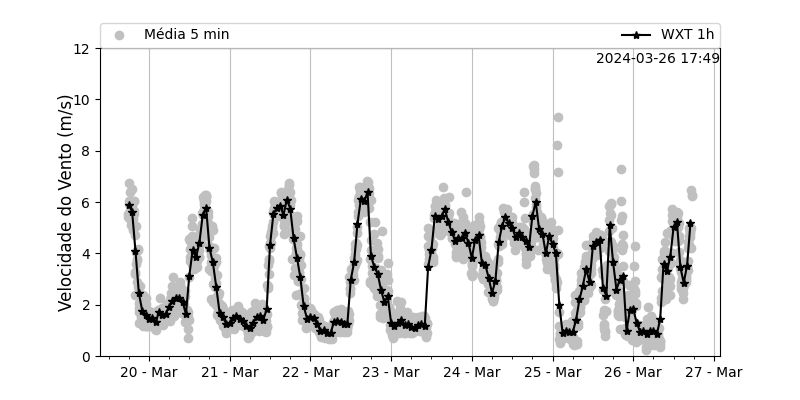 Média 5 min
WXT 1h
2024-03-26 17:49
Velocidade do Vento (m/s)
12
10
8
6
4
2
0
20 - Mar
21 - Mar
22 - Mar
23 - Mar
24 - Mar
25 - Mar
26 - Mar
27 - Mar